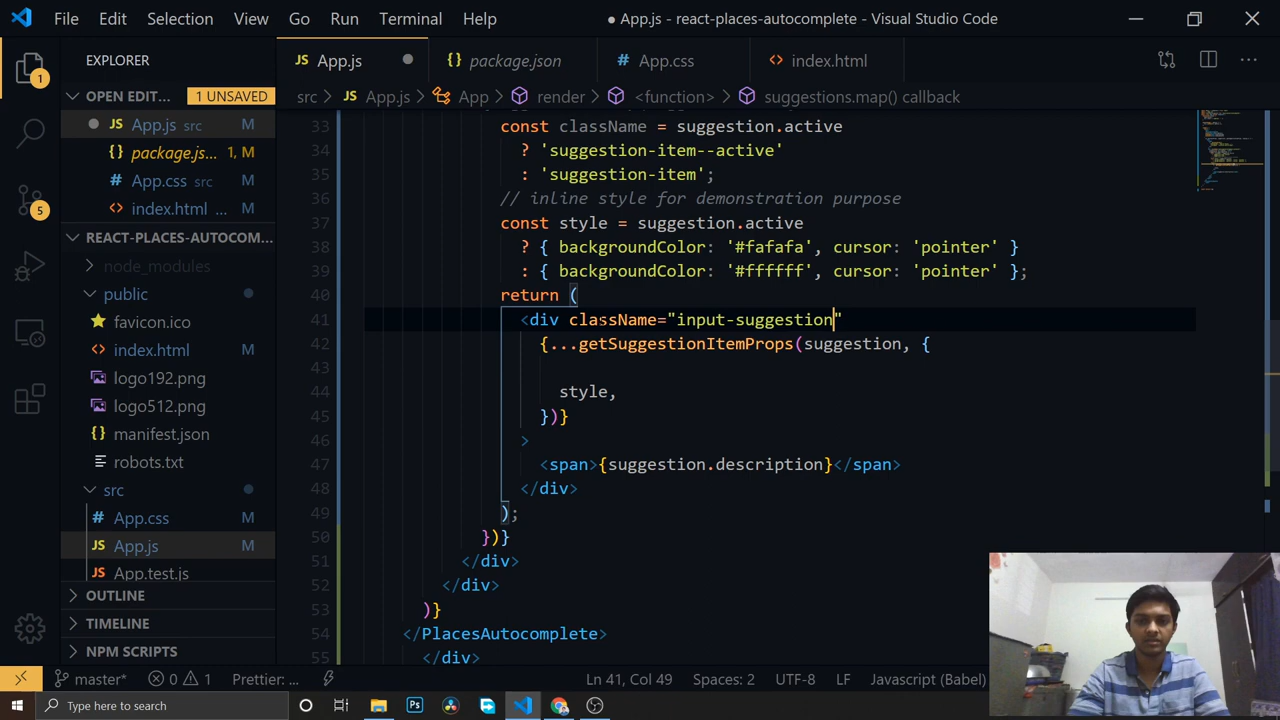 File Edit Selection View Go Run Terminal Help ● App.js - react-places-autocomplete - Visual Studio Code
EXPLORER
JS App.js
{ } package.json
# App.css
<> index.html
OPEN EDIT... 1 UNSAVED
src > JS App.js > App > render > <function> > suggestions.map() callback
JS App.js src M
{ } package.js... 1, M
# App.css src M
<> index.html ... M
REACT-PLACES-AUTOCOM...
node_modules
public
favicon.ico
<> index.html M
logo192.png
logo512.png
manifest.json
robots.txt
src
# App.css M
JS App.js M
JS App.test.js
OUTLINE
TIMELINE
NPM SCRIPTS
1
5
33 const className = suggestion.active
34 ? 'suggestion-item--active'
35 : 'suggestion-item';
36 // inline style for demonstration purpose
37 const style = suggestion.active
38 ? { backgroundColor: '#fafafa', cursor: 'pointer' }
39 : { backgroundColor: '#ffffff', cursor: 'pointer' };
40 return (
41 <div className="input-suggestion"
42 {...getSuggestionItemProps(suggestion, {
43
44 style,
45 })}
46 >
47 <span>{suggestion.description}</span>
48 </div>
49 );
50 })}
51 </div>
52 </div>
53 )}
54 </PlacesAutocomplete>
55 </div>
master* 0 1 Prettier: ... Ln 41, Col 49 Spaces: 2 UTF-8 LF Javascript (Babel)
Type here to search
Ps